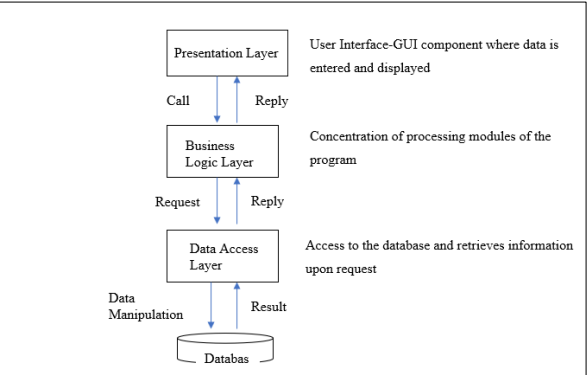 Presentation Layer
User Interface-GUI component where data is
entered and displayed
Call
Reply
Business
Logic Layer
Concentration of processing modules of the
program
Request
Reply
Data Access
Layer
Access to the database and retrieves information
upon request
Data
Manipulation
Result
Databas